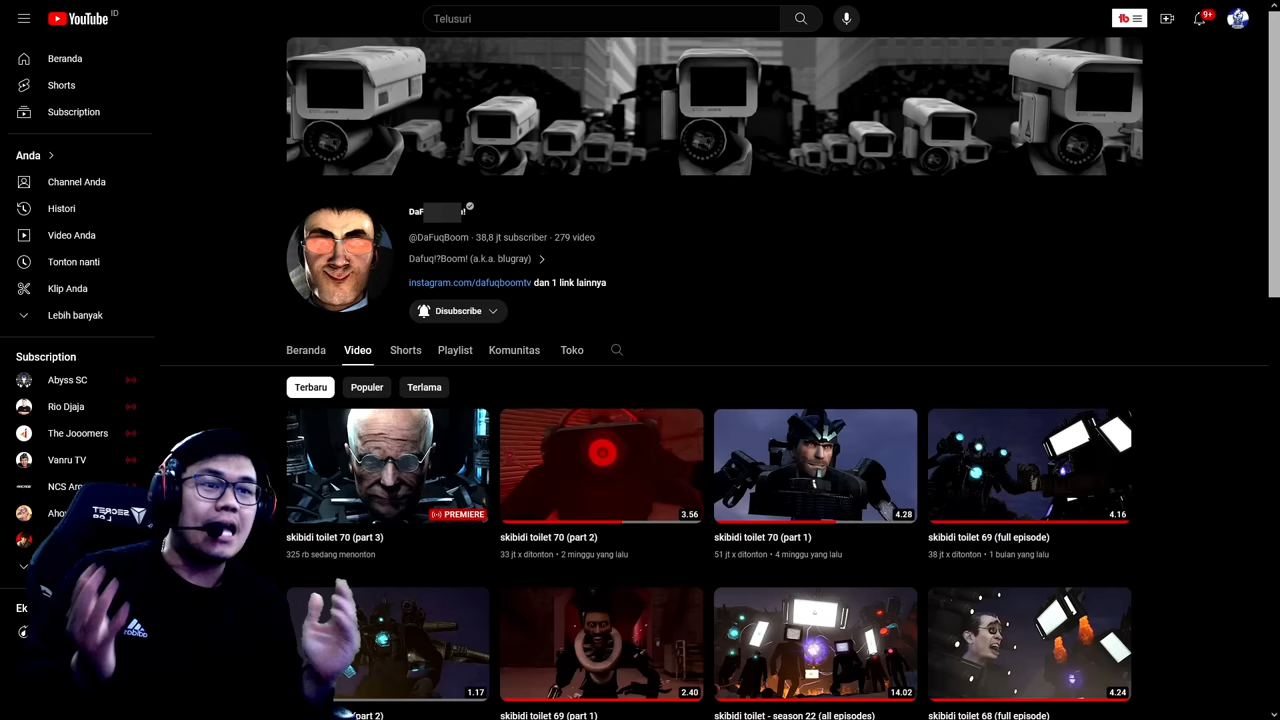 YouTube ID
Telusuri
9+
Beranda
Shorts
Subscription
Anda
Channel Anda
Histori
Video Anda
Tonton nanti
Klip Anda
Lebih banyak
Subscription
Abyss SC
Rio Djaja
The Jooomers
Vanru TV
SECRET
LAB
@DaFuqBoom · 38,8 jt subscriber · 279 video
Dafuq!?Boom! (a.k.a. blugray)
instagram.com/dafuqboomtv dan 1 link lainnya
Disubscribe
Beranda
Video
Shorts
Playlist
Komunitas
Toko
Terbaru
Populer
Terlama
PREMIERE
skibidi toilet 70 (part 3)
325 rb sedang menonton
3.56
skibidi toilet 70 (part 2)
33 jt x ditonton • 2 minggu yang lalu
4.28
skibidi toilet 70 (part 1)
51 jt x ditonton • 4 minggu yang lalu
4.16
skibidi toilet 69 (full episode)
38 jt x ditonton • 1 bulan yang lalu
1.17
part 2)
2.40
skibidi toilet 69 (part 1)
14.02
skibidi toilet - season 22 (all episodes)
4.24
skibidi toilet 68 (full episode)